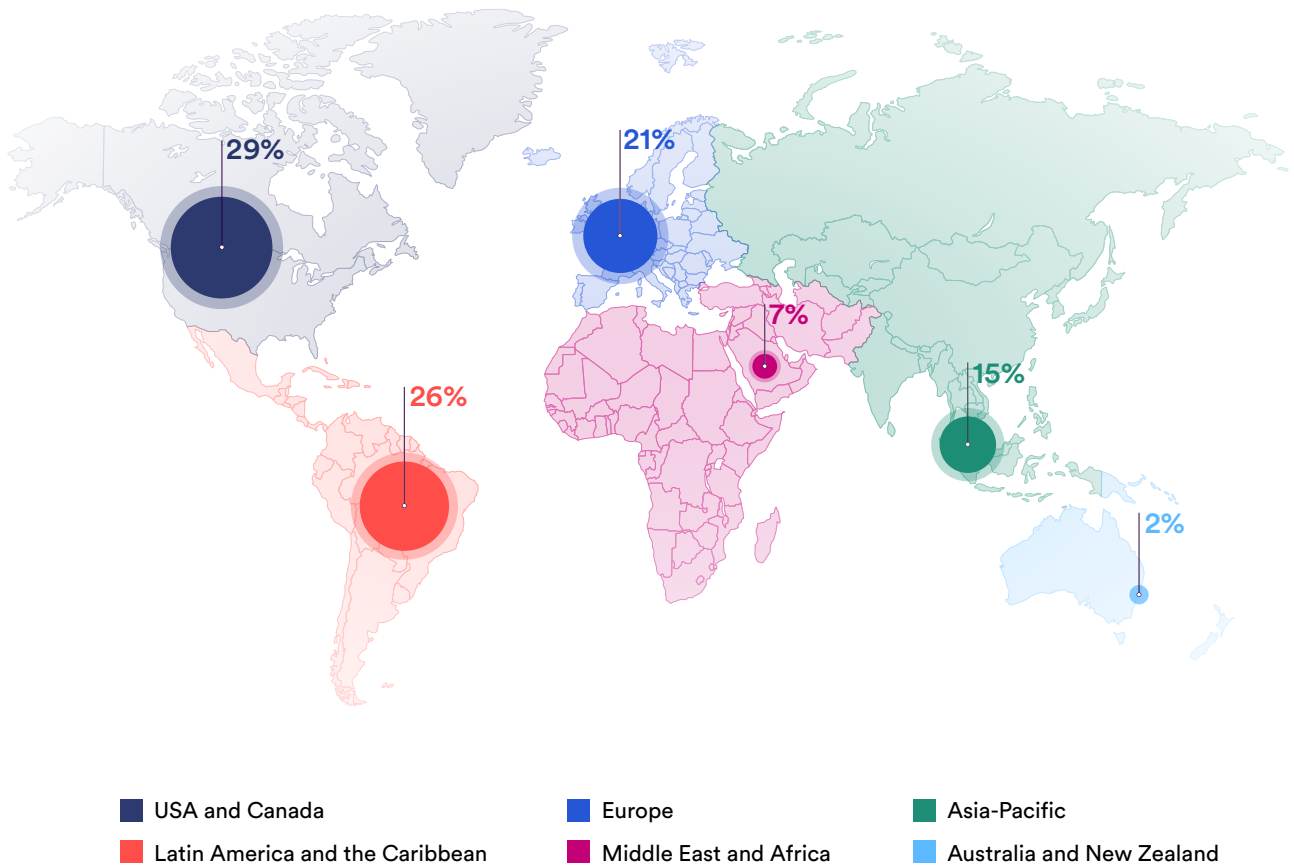 29%
21%
7%
15%
26%
2%
USA and Canada
Europe
Asia-Pacific
Latin America and the Caribbean
Middle East and Africa
Australia and New Zealand